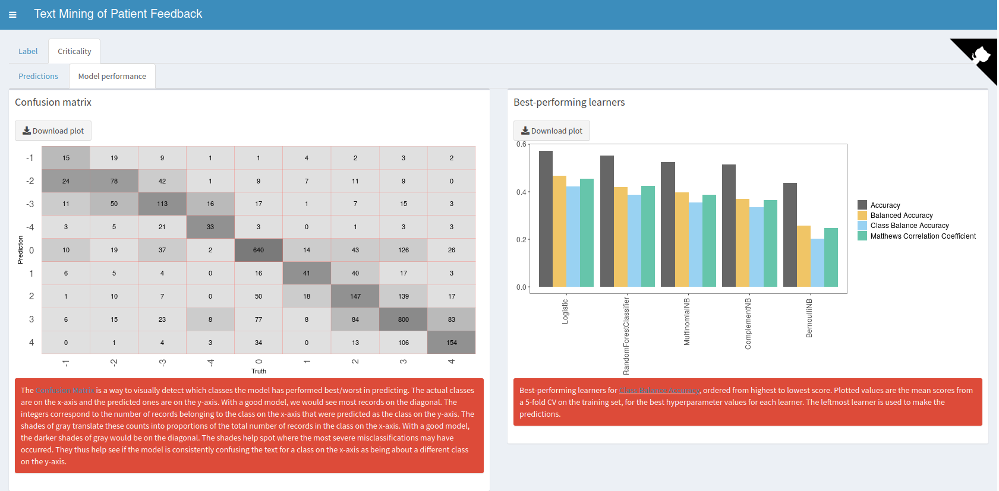 Text Mining of Patient Feedback
Label
Criticality
Predictions
Model performance
Confusion matrix
Download plot
-1 15 19 9 1 1 4 2 3 2
-2 24 78 42 1 9 7 11 9 0
-3 11 50 113 16 17 1 7 15 3
-4 3 5 21 33 3 0 1 3 3
0 10 19 37 2 640 14 43 126 26
1 6 5 4 0 16 41 40 17 3
2 1 10 7 0 50 18 147 139 17
3 6 15 23 8 77 8 84 800 83
4 0 1 4 3 34 0 13 106 154
Prediction
-1 -2 -3 -4 0 1 2 3 4
Truth
The Confusion Matrix is a way to visually detect which classes the model has performed best/worst in predicting. The actual classes
are on the x-axis and the predicted ones are on the y-axis. With a good model, we would see most records on the diagonal. The
integers correspond to the number of records belonging to the class on the x-axis that were predicted as the class on the y-axis. The
shades of gray translate these counts into proportions of the total number of records in the class on the x-axis. With a good model,
the darker shades of gray would be on the diagonal. The shades help spot where the most severe misclassifications may have
occurred. They thus help see if the model is consistently confusing the text for a class on the x-axis as being about a different class
on the y-axis.
Best-performing learners
Download plot
0.6
0.4
0.2
0.0
Logistic
RandomForestClassifier
MultinomialNB
ComplementNB
BernoulliNB
Accuracy
Balanced Accuracy
Class Balance Accuracy
Matthews Correlation Coefficient
Best-performing learners for Class Balance Accuracy, ordered from highest to lowest score. Plotted values are the mean scores from
a 5-fold CV on the training set, for the best hyperparameter values for each learner. The leftmost learner is used to make the
predictions.